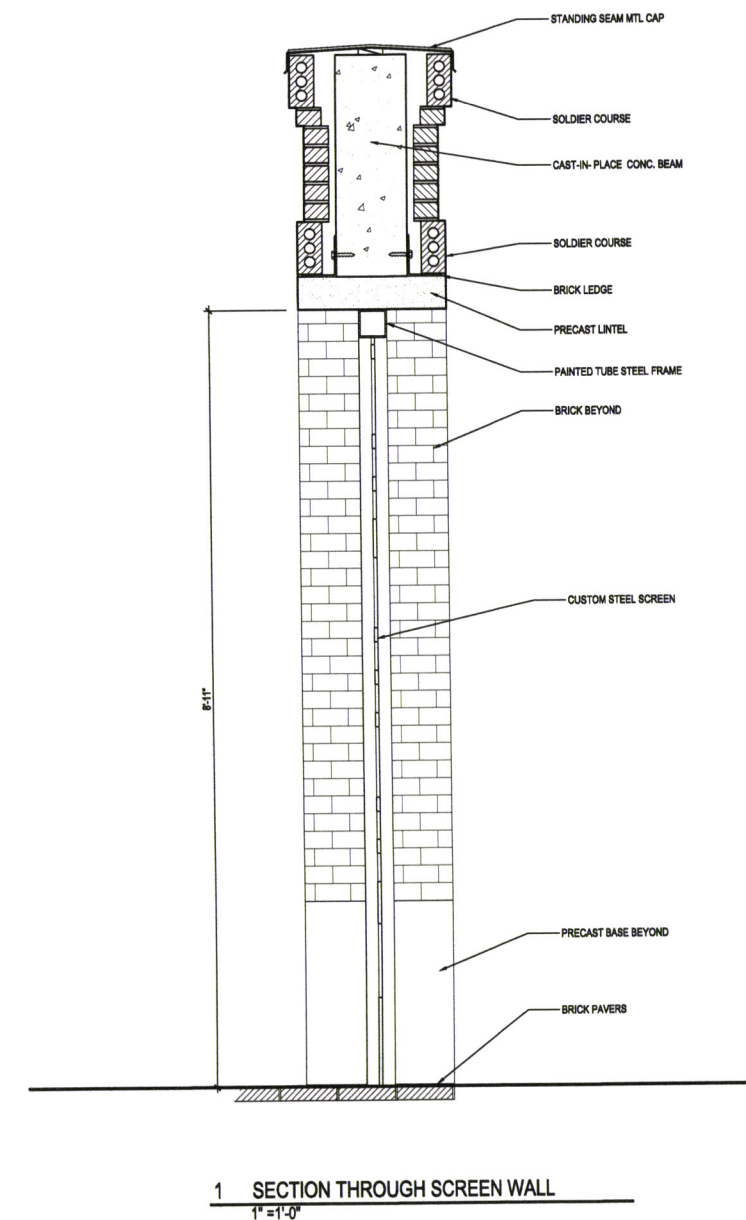 STANDING SEAM MTL CAP
SOLDIER COURSE
CAST-IN- PLACE CONC. BEAM
SOLDIER COURSE
BRICK LEDGE
PRECAST LINTEL
PAINTED TUBE STEEL FRAME
BRICK BEYOND
CUSTOM STEEL SCREEN
8'-11"
PRECAST BASE BEYOND
BRICK PAVERS
1 SECTION THROUGH SCREEN WALL
1" =1'-0"